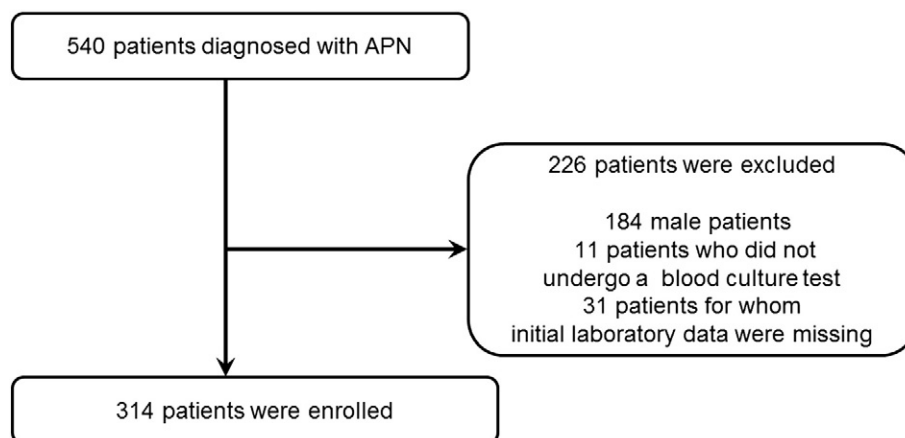 540 patients diagnosed with APN
226 patients were excluded
184 male patients
11 patients who did not
undergo a blood culture test
31 patients for whom
initial laboratory data were missing
314 patients were enrolled